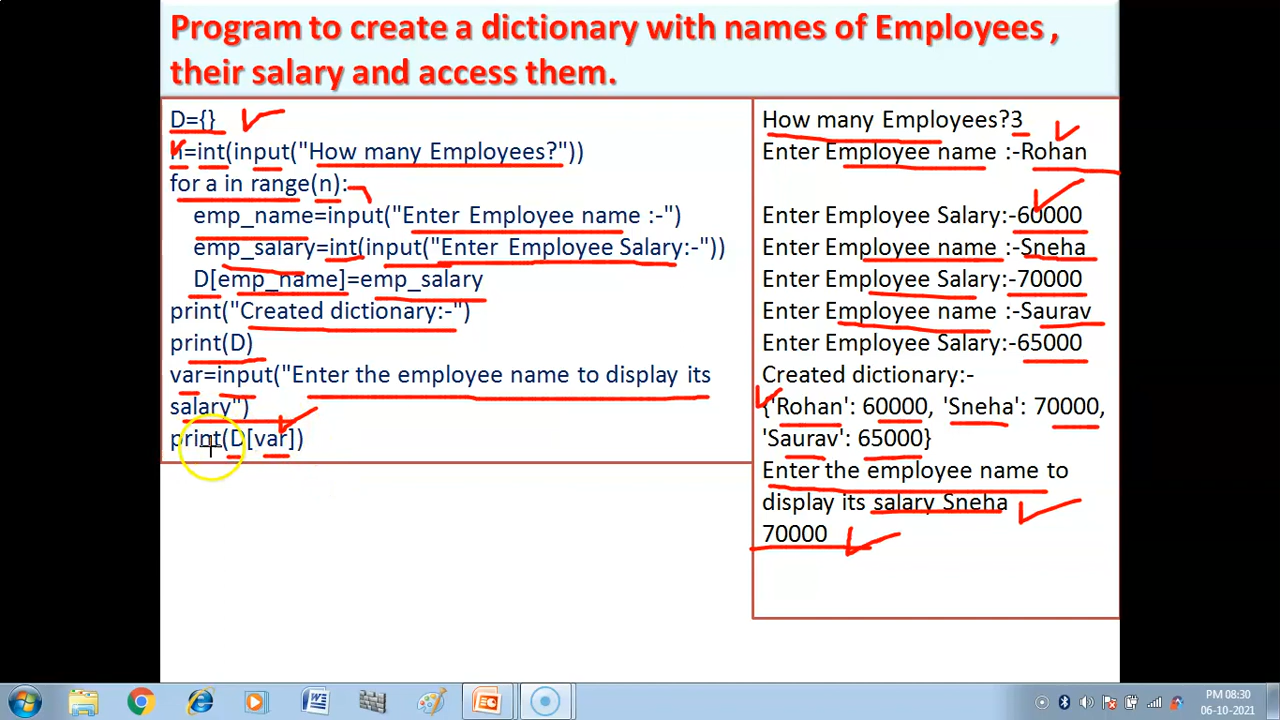 Program to create a dictionary with names of Employees ,
their salary and access them.
D={}
n=int(input("How many Employees?"))
for a in range(n):
emp_name=input("Enter Employee name :-")
emp_salary=int(input("Enter Employee Salary:-"))
D[emp_name]=emp_salary
print("Created dictionary:-")
print(D)
var=input("Enter the employee name to display its
salary")
print(D[var])
How many Employees?3
Enter Employee name :-Rohan
Enter Employee Salary:-60000
Enter Employee name :-Sneha
Enter Employee Salary:-70000
Enter Employee name :-Saurav
Enter Employee Salary:-65000
Created dictionary:-
{'Rohan': 60000, 'Sneha': 70000,
'Saurav': 65000}
Enter the employee name to
display its salary Sneha
70000
PM 08:30
06-10-2021